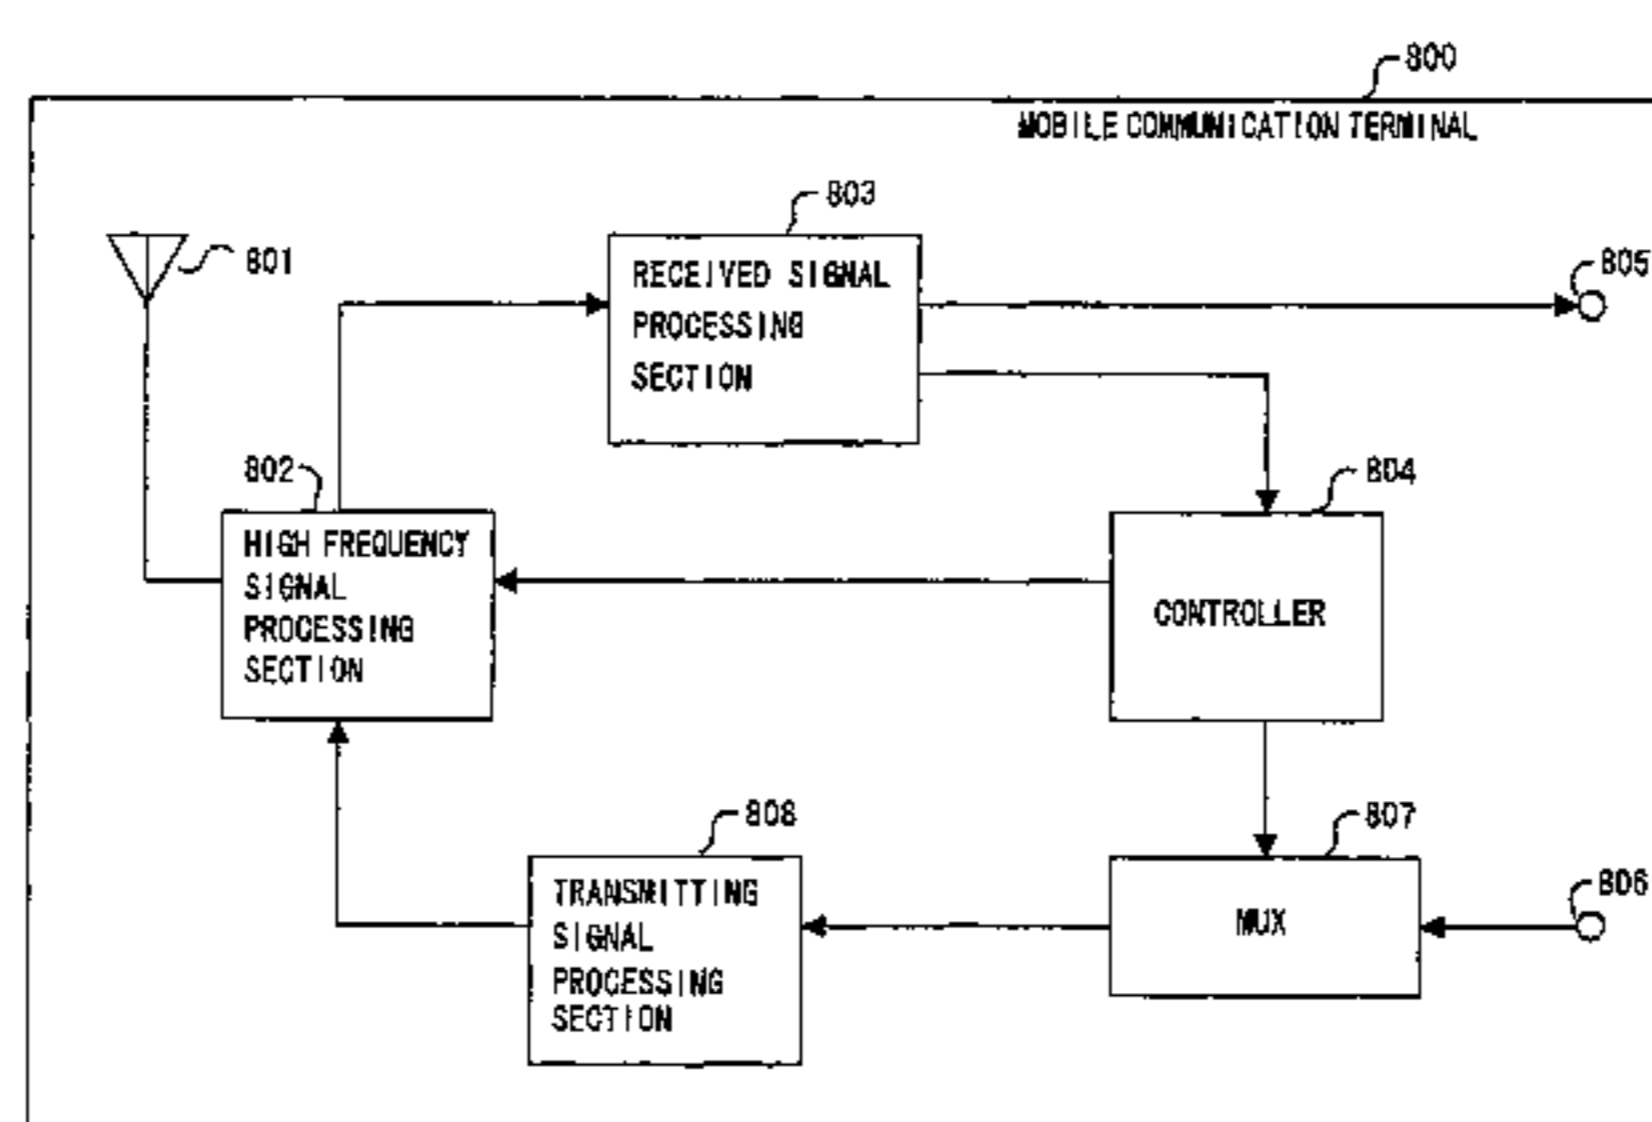 800
MOBILE COMMUNICATION TERMINAL
803
801
RECEIVED SIGNAL
PROCESSING
SECTION
805
802
804
HIGH FREQUENCY
SIGNAL
PROCESSING
SECTION
CONTROLLER
808
807
TRANSMITTING
SIGNAL
PROCESSING
SECTION
MUX
806